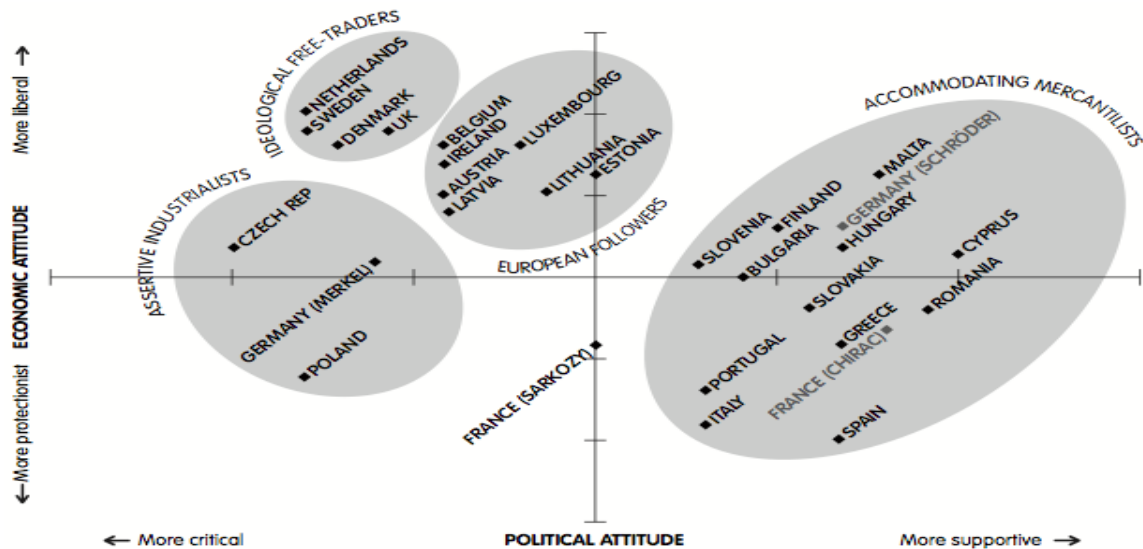 IDEOLOGICAL FREE-TRADERS
NETHERLANDS
SWEDEN
DENMARK
UK
BELGIUM
IRELAND
AUSTRIA
LATVIA
LUXEMBOURG
LITHUANIA
ESTONIA
EUROPEAN FOLLOWERS
ACCOMMODATING MERCANTILISTS
MALTA
GERMANY (SCHRÖDER)
FINLAND
HUNGARY
SLOVENIA
BULGARIA
CYPRUS
SLOVAKIA
ROMANIA
GREECE
FRANCE (CHIRAC)
PORTUGAL
ITALY
SPAIN
ASSERTIVE INDUSTRIALISTS
CZECH REP
GERMANY (MERKEL)
POLAND
FRANCE (SARKOZY)
More liberal →
ECONOMIC ATTITUDE
← More protectionist
← More critical
POLITICAL ATTITUDE
More supportive →